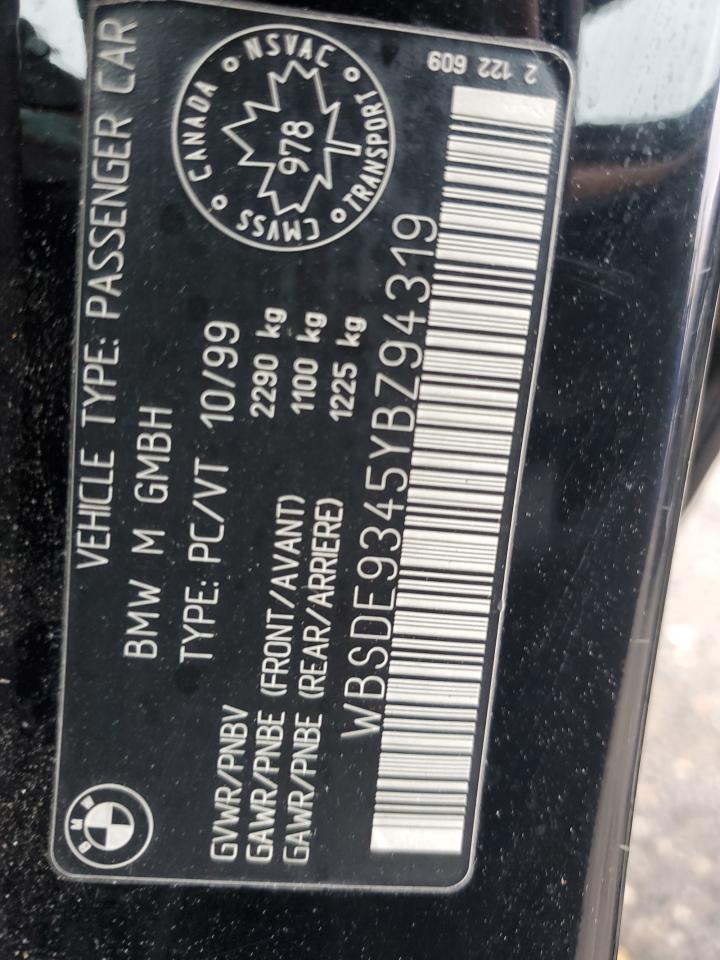 VEHICLE TYPE: PASSENGER CAR
BMW M GMBH
TYPE: PC/VT 10/99
GVWR/PNBV 2290 kg
GAWR/PNBE (FRONT/AVANT) 1100 kg
GAWR/PNBE (REAR/ARRIERE) 1225 kg
WBSDE9345YBZ94319
BMW
CANADA NSVAC
TRANSPORT CMVSS
978
2 122 609